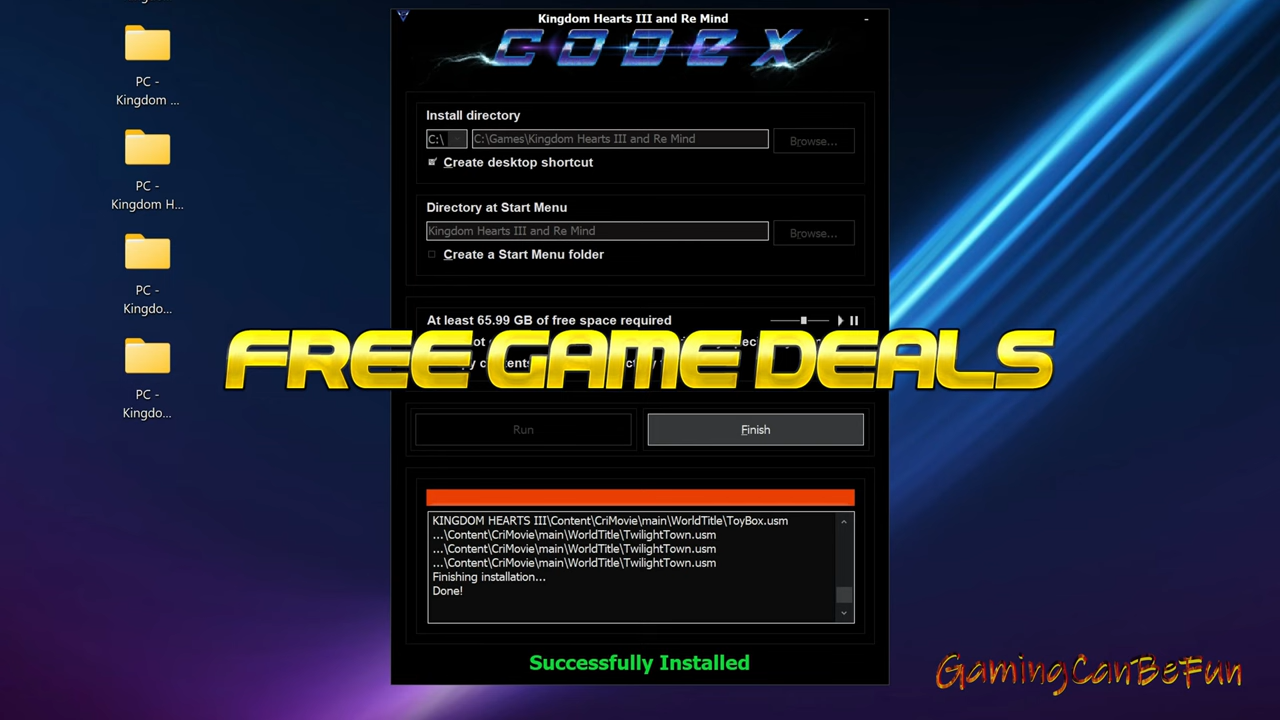 Kingdom Hearts III and Re Mind
CODEX
PC -
Kingdom ...
PC -
Kingdom H...
PC -
Kingdo...
PC -
Kingdo...
Install directory
C:\
C:\Games\Kingdom Hearts III and Re Mind
Browse...
Create desktop shortcut
Directory at Start Menu
Kingdom Hearts III and Re Mind
Browse...
Create a Start Menu folder
At least 65.99 GB of free space required
FREE GAME DEALS
Run
Finish
KINGDOM HEARTS III\Content\CriMovie\main\WorldTitle\ToyBox.usm
...\Content\CriMovie\main\WorldTitle\TwilightTown.usm
...\Content\CriMovie\main\WorldTitle\TwilightTown.usm
...\Content\CriMovie\main\WorldTitle\TwilightTown.usm
Finishing installation...
Done!
Successfully Installed
GamingCanBeFun